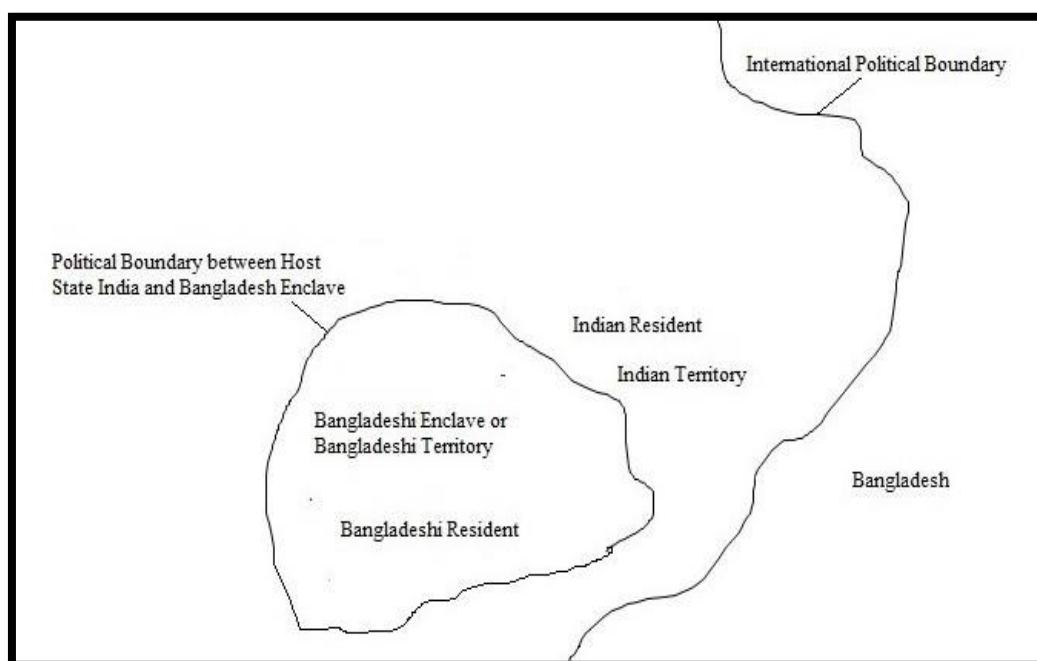 International Political Boundary
Political Boundary between Host
State India and Bangladesh Enclave
Indian Resident
Indian Territory
Bangladeshi Enclave or
Bangladeshi Territory
Bangladesh
Bangladeshi Resident